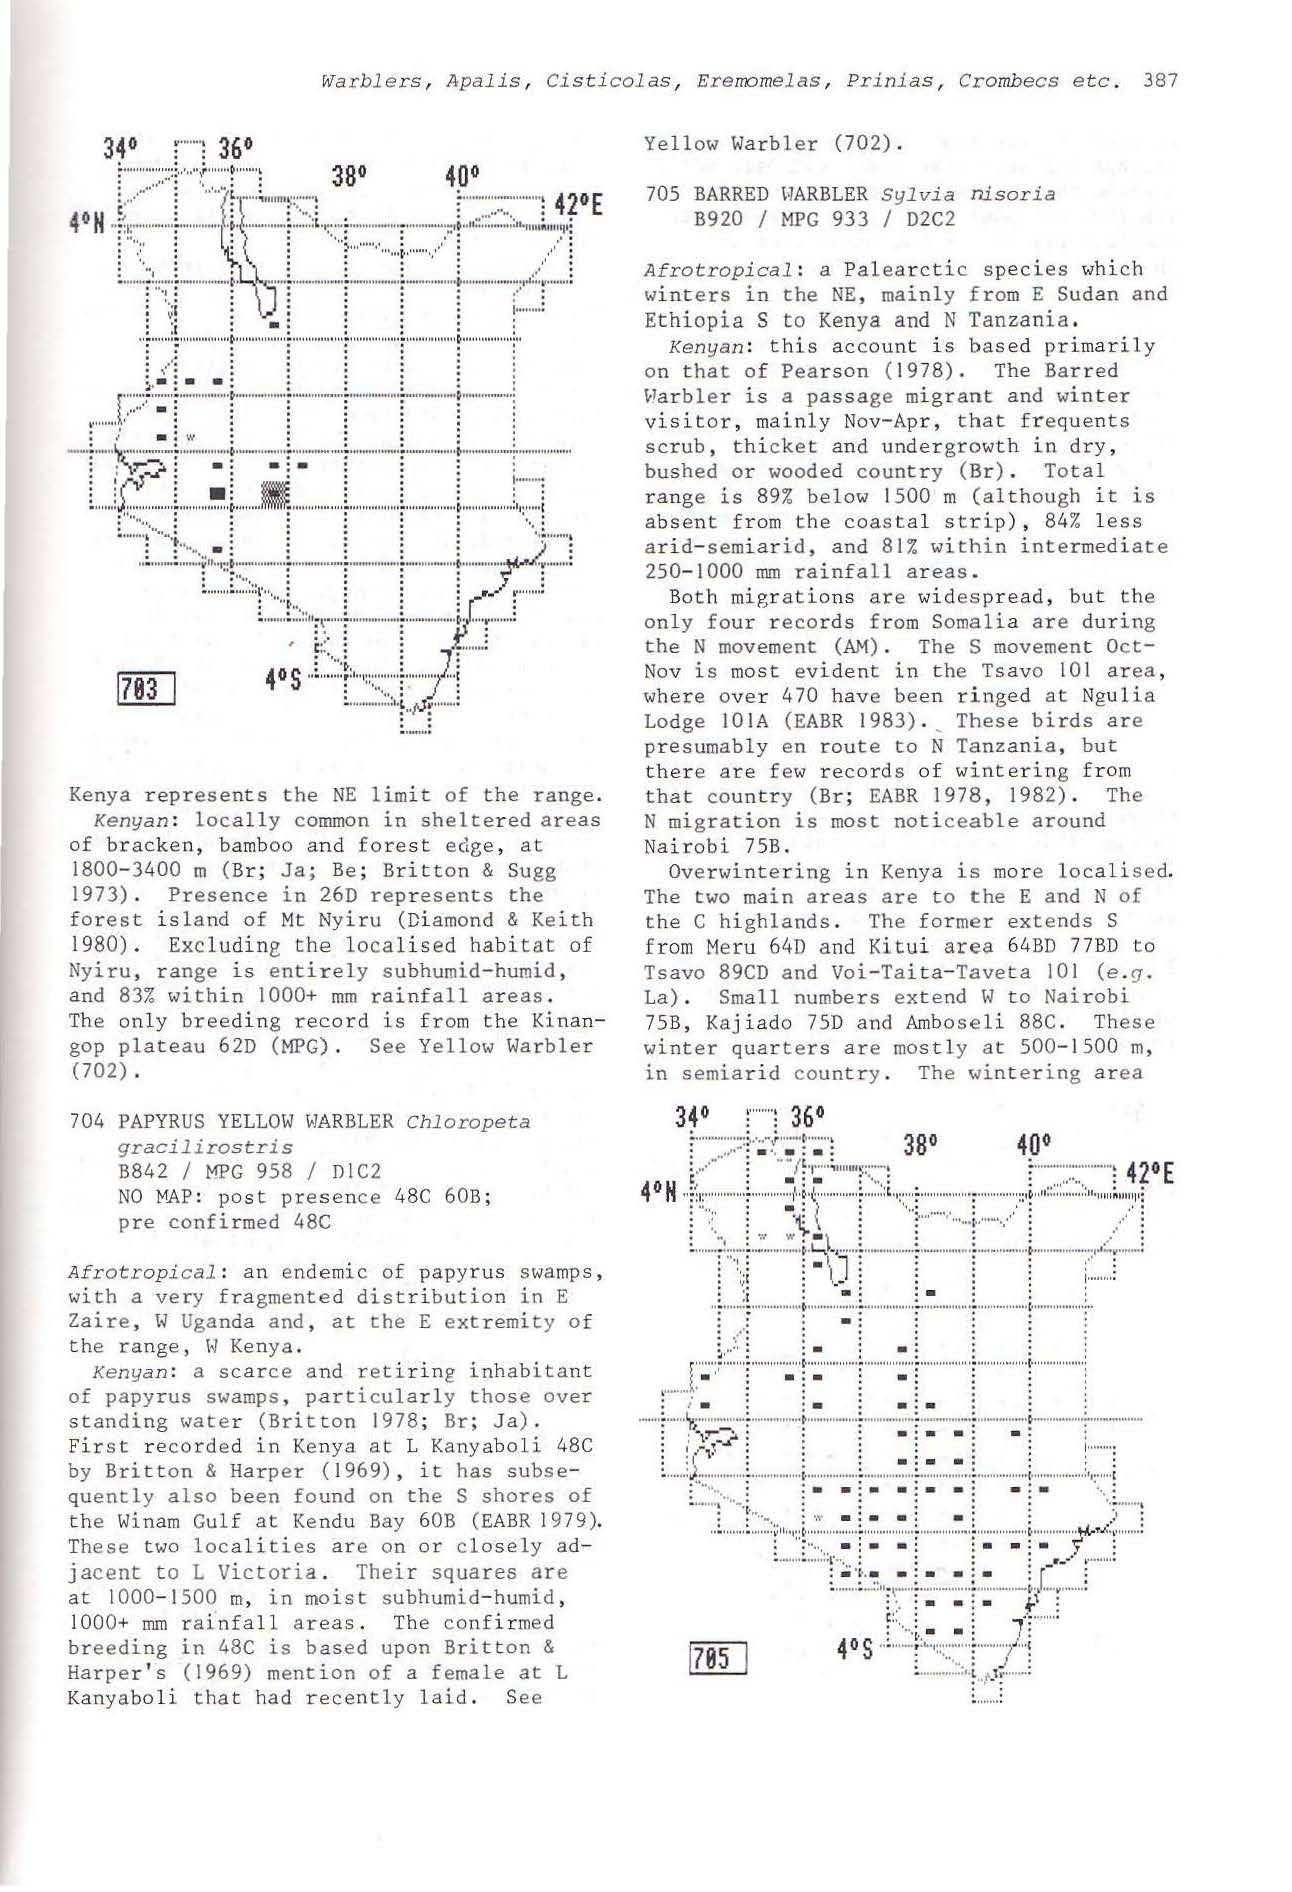 Warblers, Apalis, Cisticolas, Eremomelas, Prinias, Crombecs etc. 387
34° 36°
38° 40°
42°E
4°N
w
4°S
703
Kenya represents the NE limit of the range.
Kenyan: locally common in sheltered areas
of bracken, bamboo and forest edge, at
1800-3400 m (Br; Ja; Be; Britton & Sugg
1973). Presence in 26D represents the
forest island of Mt Nyiru (Diamond & Keith
1980). Excluding the localised habitat of
Nyiru, range is entirely subhumid-humid,
and 83% within 1000+ mm rainfall areas.
The only breeding record is from the Kinan-
gop plateau 62D (MPG). See Yellow Warbler
(702).
704 PAPYRUS YELLOW WARBLER Chloropeta
gracilirostris
B842 / MPG 958 / D1C2
NO MAP: post presence 48C 60B;
pre confirmed 48C
Afrotropical: an endemic of papyrus swamps,
with a very fragmented distribution in E
Zaire, W Uganda and, at the E extremity of
the range, W Kenya.
Kenyan: a scarce and retiring inhabitant
of papyrus swamps, particularly those over
standing water (Britton 1978; Br; Ja).
First recorded in Kenya at L Kanyaboli 48C
by Britton & Harper (1969), it has subse-
quently also been found on the S shores of
the Winam Gulf at Kendu Bay 60B (EABR 1979).
These two localities are on or closely ad-
jacent to L Victoria. Their squares are
at 1000-1500 m, in moist subhumid-humid,
1000+ mm rainfall areas. The confirmed
breeding in 48C is based upon Britton &
Harper's (1969) mention of a female at L
Kanyaboli that had recently laid. See
Yellow Warbler (702).
705 BARRED WARBLER Sylvia nisoria
B920 / MPG 933 / D2C2
Afrotropical: a Palearctic species which
winters in the NE, mainly from E Sudan and
Ethiopia S to Kenya and N Tanzania.
Kenyan: this account is based primarily
on that of Pearson (1978). The Barred
Warbler is a passage migrant and winter
visitor, mainly Nov-Apr, that frequents
scrub, thicket and undergrowth in dry,
bushed or wooded country (Br). Total
range is 89% below 1500 m (although it is
absent from the coastal strip), 84% less
arid-semiarid, and 81% within intermediate
250-1000 mm rainfall areas.
Both migrations are widespread, but the
only four records from Somalia are during
the N movement (AM). The S movement Oct-
Nov is most evident in the Tsavo 101 area,
where over 470 have been ringed at Ngulia
Lodge 101A (EABR 1983). These birds are
presumably en route to N Tanzania, but
there are few records of wintering from
that country (Br; EABR 1978, 1982). The
N migration is most noticeable around
Nairobi 75B.
Overwintering in Kenya is more localised.
The two main areas are to the E and N of
the C highlands. The former extends S
from Meru 64D and Kitui area 64BD 77BD to
Tsavo 89CD and Voi-Taita-Taveta 101 (e.g.
La). Small numbers extend W to Nairobi
75B, Kajiado 75D and Amboseli 88C. These
winter quarters are mostly at 500-1500 m,
in semiarid country. The wintering area
34° 36°
38° 40°
42°E
4°N
w w
w
4°S
705